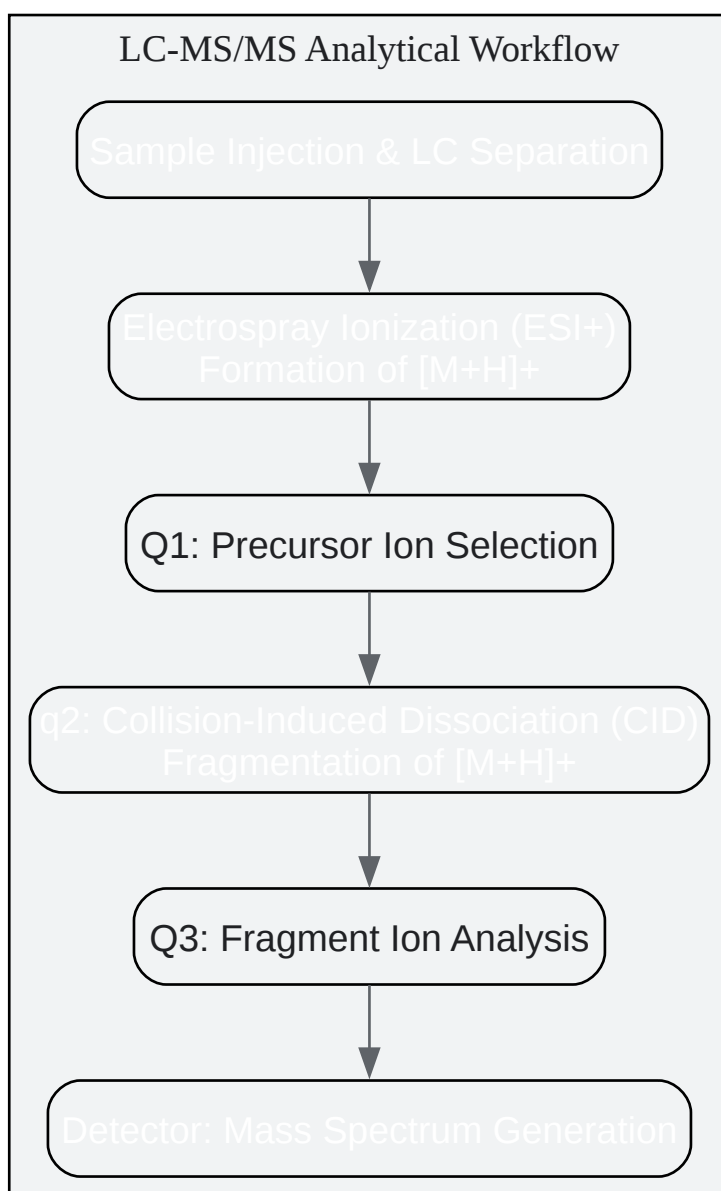 LC-MS/MS Analytical Workflow
Sample Injection & LC Separation
Electrospray Ionization (ESI+)
Formation of [M+H]+
Q1: Precursor Ion Selection
q2: Collision-Induced Dissociation (CID)
Fragmentation of [M+H]+
Q3: Fragment Ion Analysis
Detector: Mass Spectrum Generation